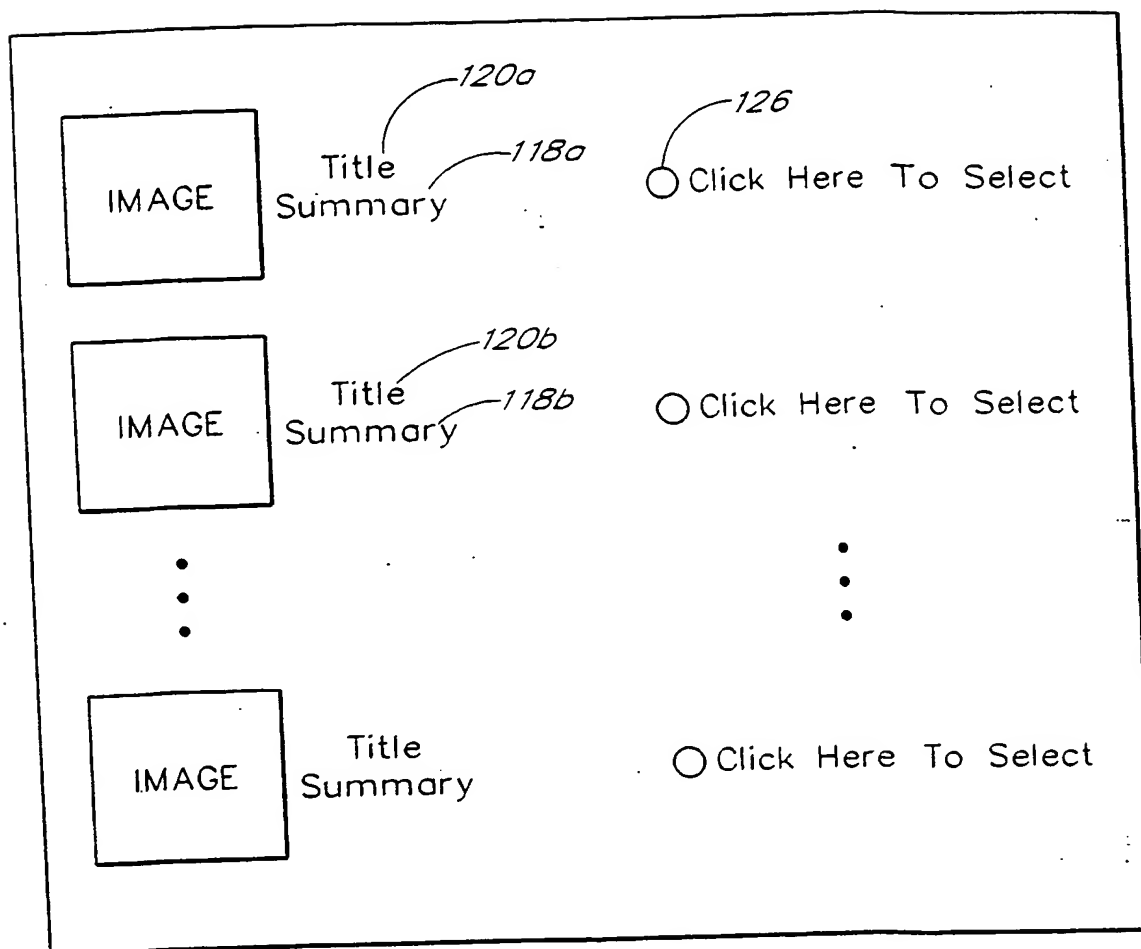 120a
126
IMAGE
Title
118a
Summary
Click Here To Select
120b
IMAGE
Title
118b
Summary
Click Here To Select
IMAGE
Title
Summary
Click Here To Select